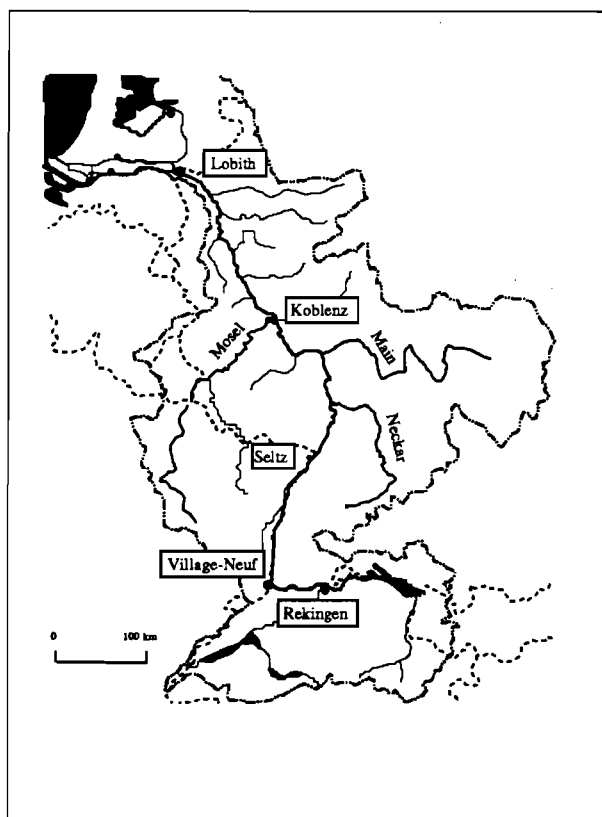 Lobith
Koblenz
Mosel
Main
Neckar
Seltz
Village-Neuf
Rekingen
0 100 km